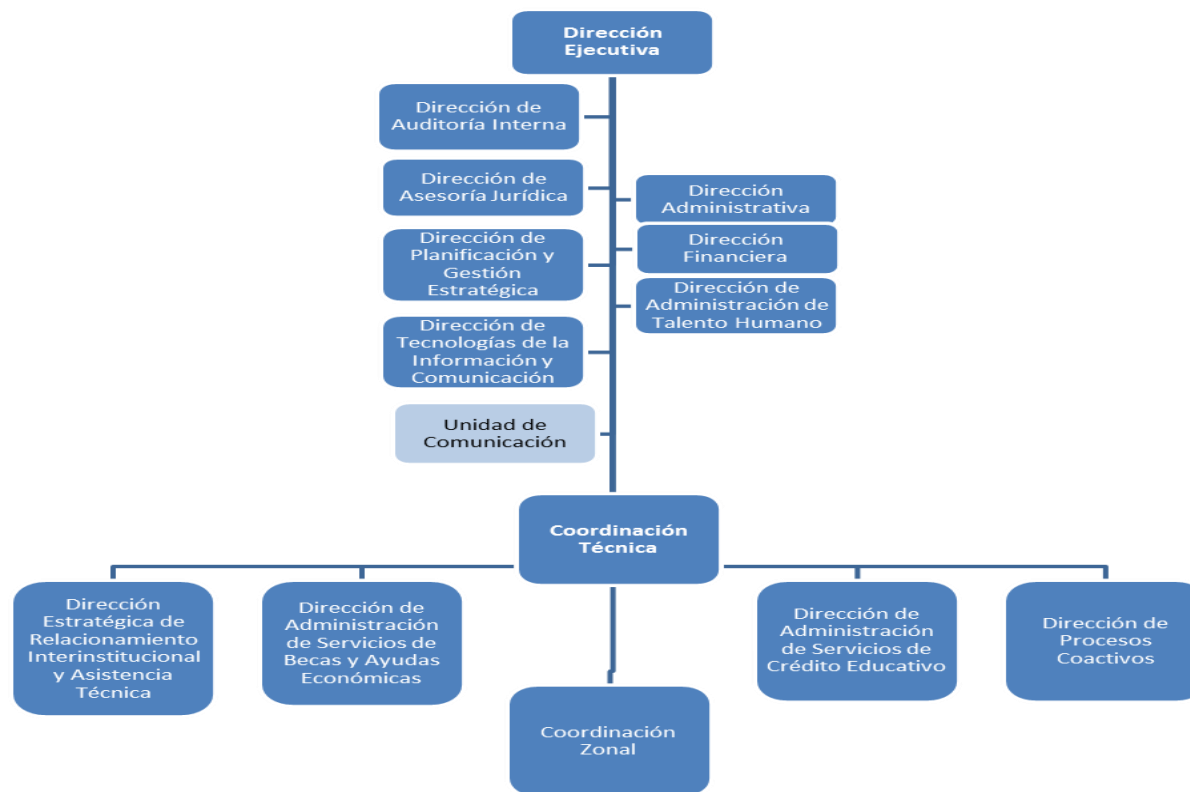 Dirección
Ejecutiva
Dirección de
Auditoría Interna
Dirección de
Asesoría Jurídica
Dirección
Administrativa
Dirección de
Planificación y
Gestión
Estratégica
Dirección
Financiera
Dirección de
Administración de
Talento Humano
Dirección de
Tecnologías de la
Información y
Comunicación
Unidad de
Comunicación
Coordinación
Técnica
Dirección
Estratégica de
Relacionamiento
Interinstitucional
y Asistencia
Técnica
Dirección de
Administración
de Servicios de
Becas y Ayudas
Económicas
Dirección de
Administración
de Servicios de
Crédito Educativo
Dirección de
Procesos
Coactivos
Coordinación
Zonal